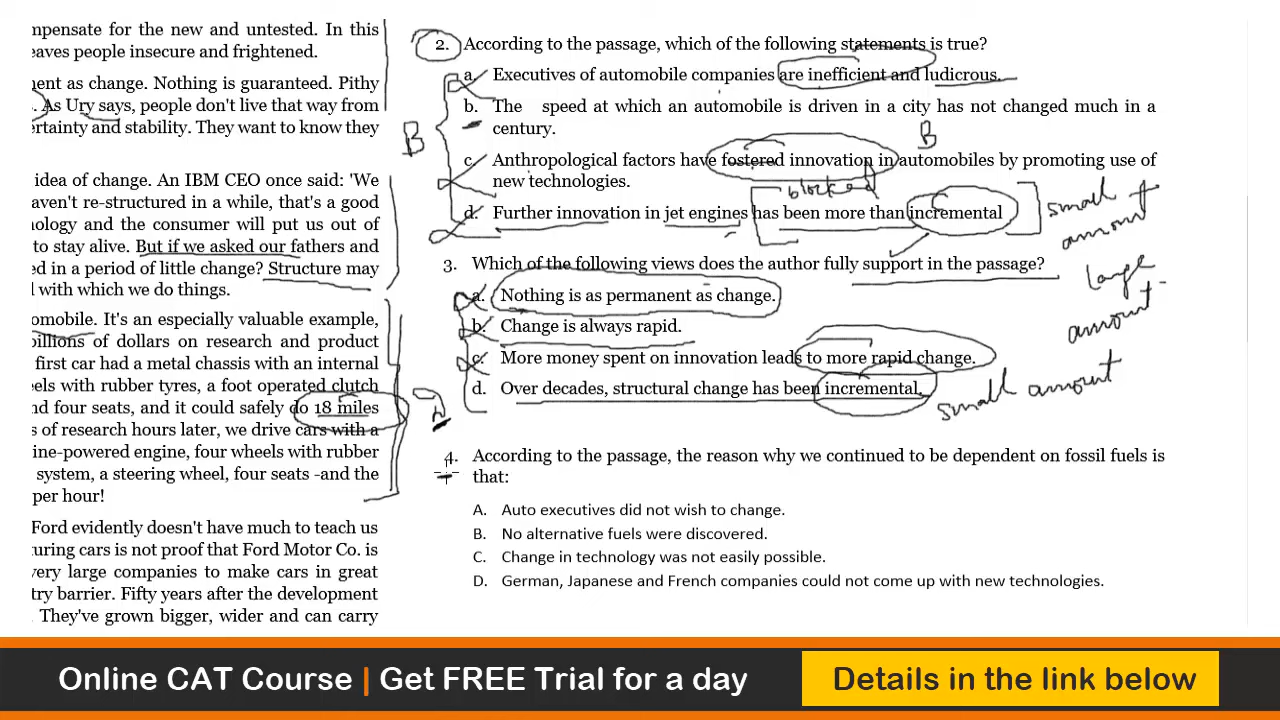 mpensate for the new and untested. In this
eaves people insecure and frightened.
ent as change. Nothing is guaranteed. Pithy
. As Ury says, people don't live that way from
ertainty and stability. They want to know they
idea of change. An IBM CEO once said: 'We
aven't re-structured in a while, that's a good
nology and the consumer will put us out of
to stay alive. But if we asked our fathers and
ed in a period of little change? Structure may
l with which we do things.
omobile. It's an especially valuable example,
billions of dollars on research and product
first car had a metal chassis with an internal
els with rubber tyres, a foot operated clutch
nd four seats, and it could safely do 18 miles
s of research hours later, we drive cars with a
ine-powered engine, four wheels with rubber
system, a steering wheel, four seats -and the
per hour!
Ford evidently doesn't have much to teach us
turing cars is not proof that Ford Motor Co. is
very large companies to make cars in great
try barrier. Fifty years after the development
. They've grown bigger, wider and can carry
2. According to the passage, which of the following statements is true?
a. Executives of automobile companies are inefficient and ludicrous.
b. The speed at which an automobile is driven in a city has not changed much in a
century.
B
B
c. Anthropological factors have fostered innovation in automobiles by promoting use of
new technologies.
blocked
d. Further innovation in jet engines has been more than incremental
small
amount
3. Which of the following views does the author fully support in the passage?
large
amount
a. Nothing is as permanent as change.
b. Change is always rapid.
c. More money spent on innovation leads to more rapid change.
d. Over decades, structural change has been incremental.
small amount
4. According to the passage, the reason why we continued to be dependent on fossil fuels is
that:
A. Auto executives did not wish to change.
B. No alternative fuels were discovered.
C. Change in technology was not easily possible.
D. German, Japanese and French companies could not come up with new technologies.
Online CAT Course | Get FREE Trial for a day
Details in the link below